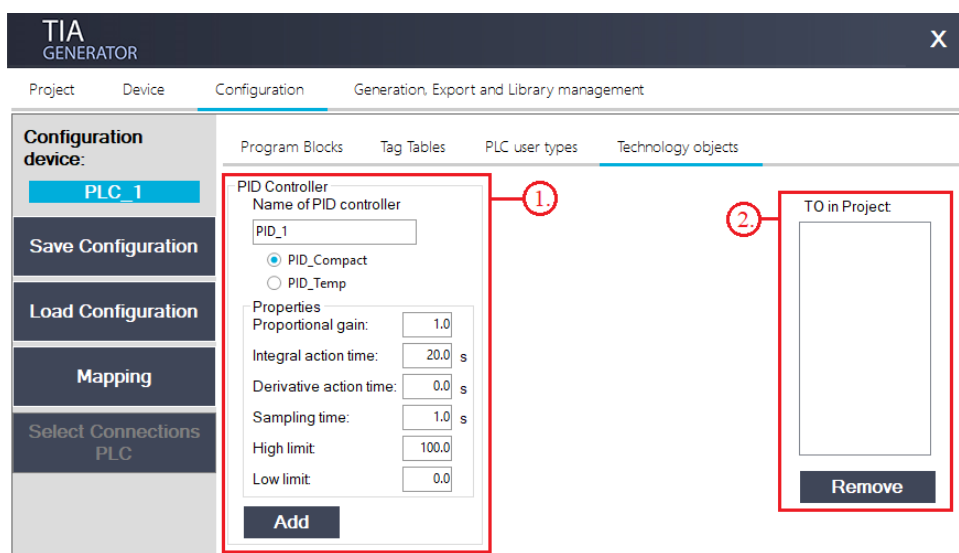 TIA
GENERATOR
X
Project Device Configuration Generation, Export and Library management
Configuration
device:
PLC_1
Save Configuration
Load Configuration
Mapping
Select Connections
PLC
Program Blocks Tag Tables PLC user types Technology objects
PID Controller
Name of PID controller
PID_1
PID_Compact
PID_Temp
Properties
Proportional gain: 1.0
Integral action time: 20.0 s
Derivative action time: 0.0 s
Sampling time: 1.0 s
High limit: 100.0
Low limit: 0.0
Add
1.
2.
TO in Project:
Remove